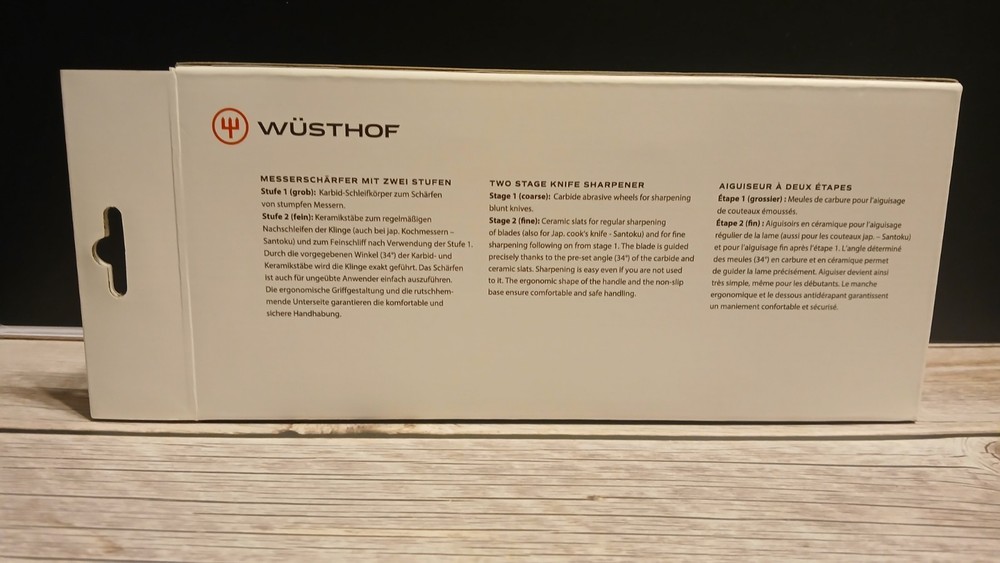 WÜSTHOF
MESSERSCHÄRFER MIT ZWEI STUFEN
Stufe 1 (grob): Karbid-Schleifkörper zum Schärfen
von stumpfen Messern.
Stufe 2 (fein): Keramikstäbe zum regelmäßigen
Nachschleifen der Klinge (auch bei jap. Kochmessern –
Santoku) und zum Feinschliff nach Verwendung der Stufe 1.
Durch die vorgegebenen Winkel (34°) der Karbid- und
Keramikstäbe wird die Klinge exakt geführt. Das Schärfen
ist auch für ungeübte Anwender einfach auszuführen.
Die ergonomische Griffgestaltung und die rutschhem-
mende Unterseite garantieren die komfortable und
sichere Handhabung.
TWO STAGE KNIFE SHARPENER
Stage 1 (coarse): Carbide abrasive wheels for sharpening
blunt knives.
Stage 2 (fine): Ceramic slats for regular sharpening
of blades (also for Jap. cook's knife - Santoku) and for fine
sharpening following on from stage 1. The blade is guided
precisely thanks to the pre-set angle (34°) of the carbide and
ceramic slats. Sharpening is easy even if you are not used
to it. The ergonomic shape of the handle and the non-slip
base ensure comfortable and safe handling.
AIGUISEUR À DEUX ÉTAPES
Étape 1 (grossier) : Meules de carbure pour l'aiguisage
de couteaux émoussés.
Étape 2 (fin) : Aiguisoirs en céramique pour l'aiguisage
régulier de la lame (aussi pour les couteaux jap. – Santoku)
et pour l'aiguisage fin après l'étape 1. L'angle déterminé
des meules (34°) en carbure et en céramique permet
de guider la lame précisément. Aiguiser devient ainsi
très simple, même pour les débutants. Le manche
ergonomique et le dessous antidérapant garantissent
un maniement confortable et sécurisé.